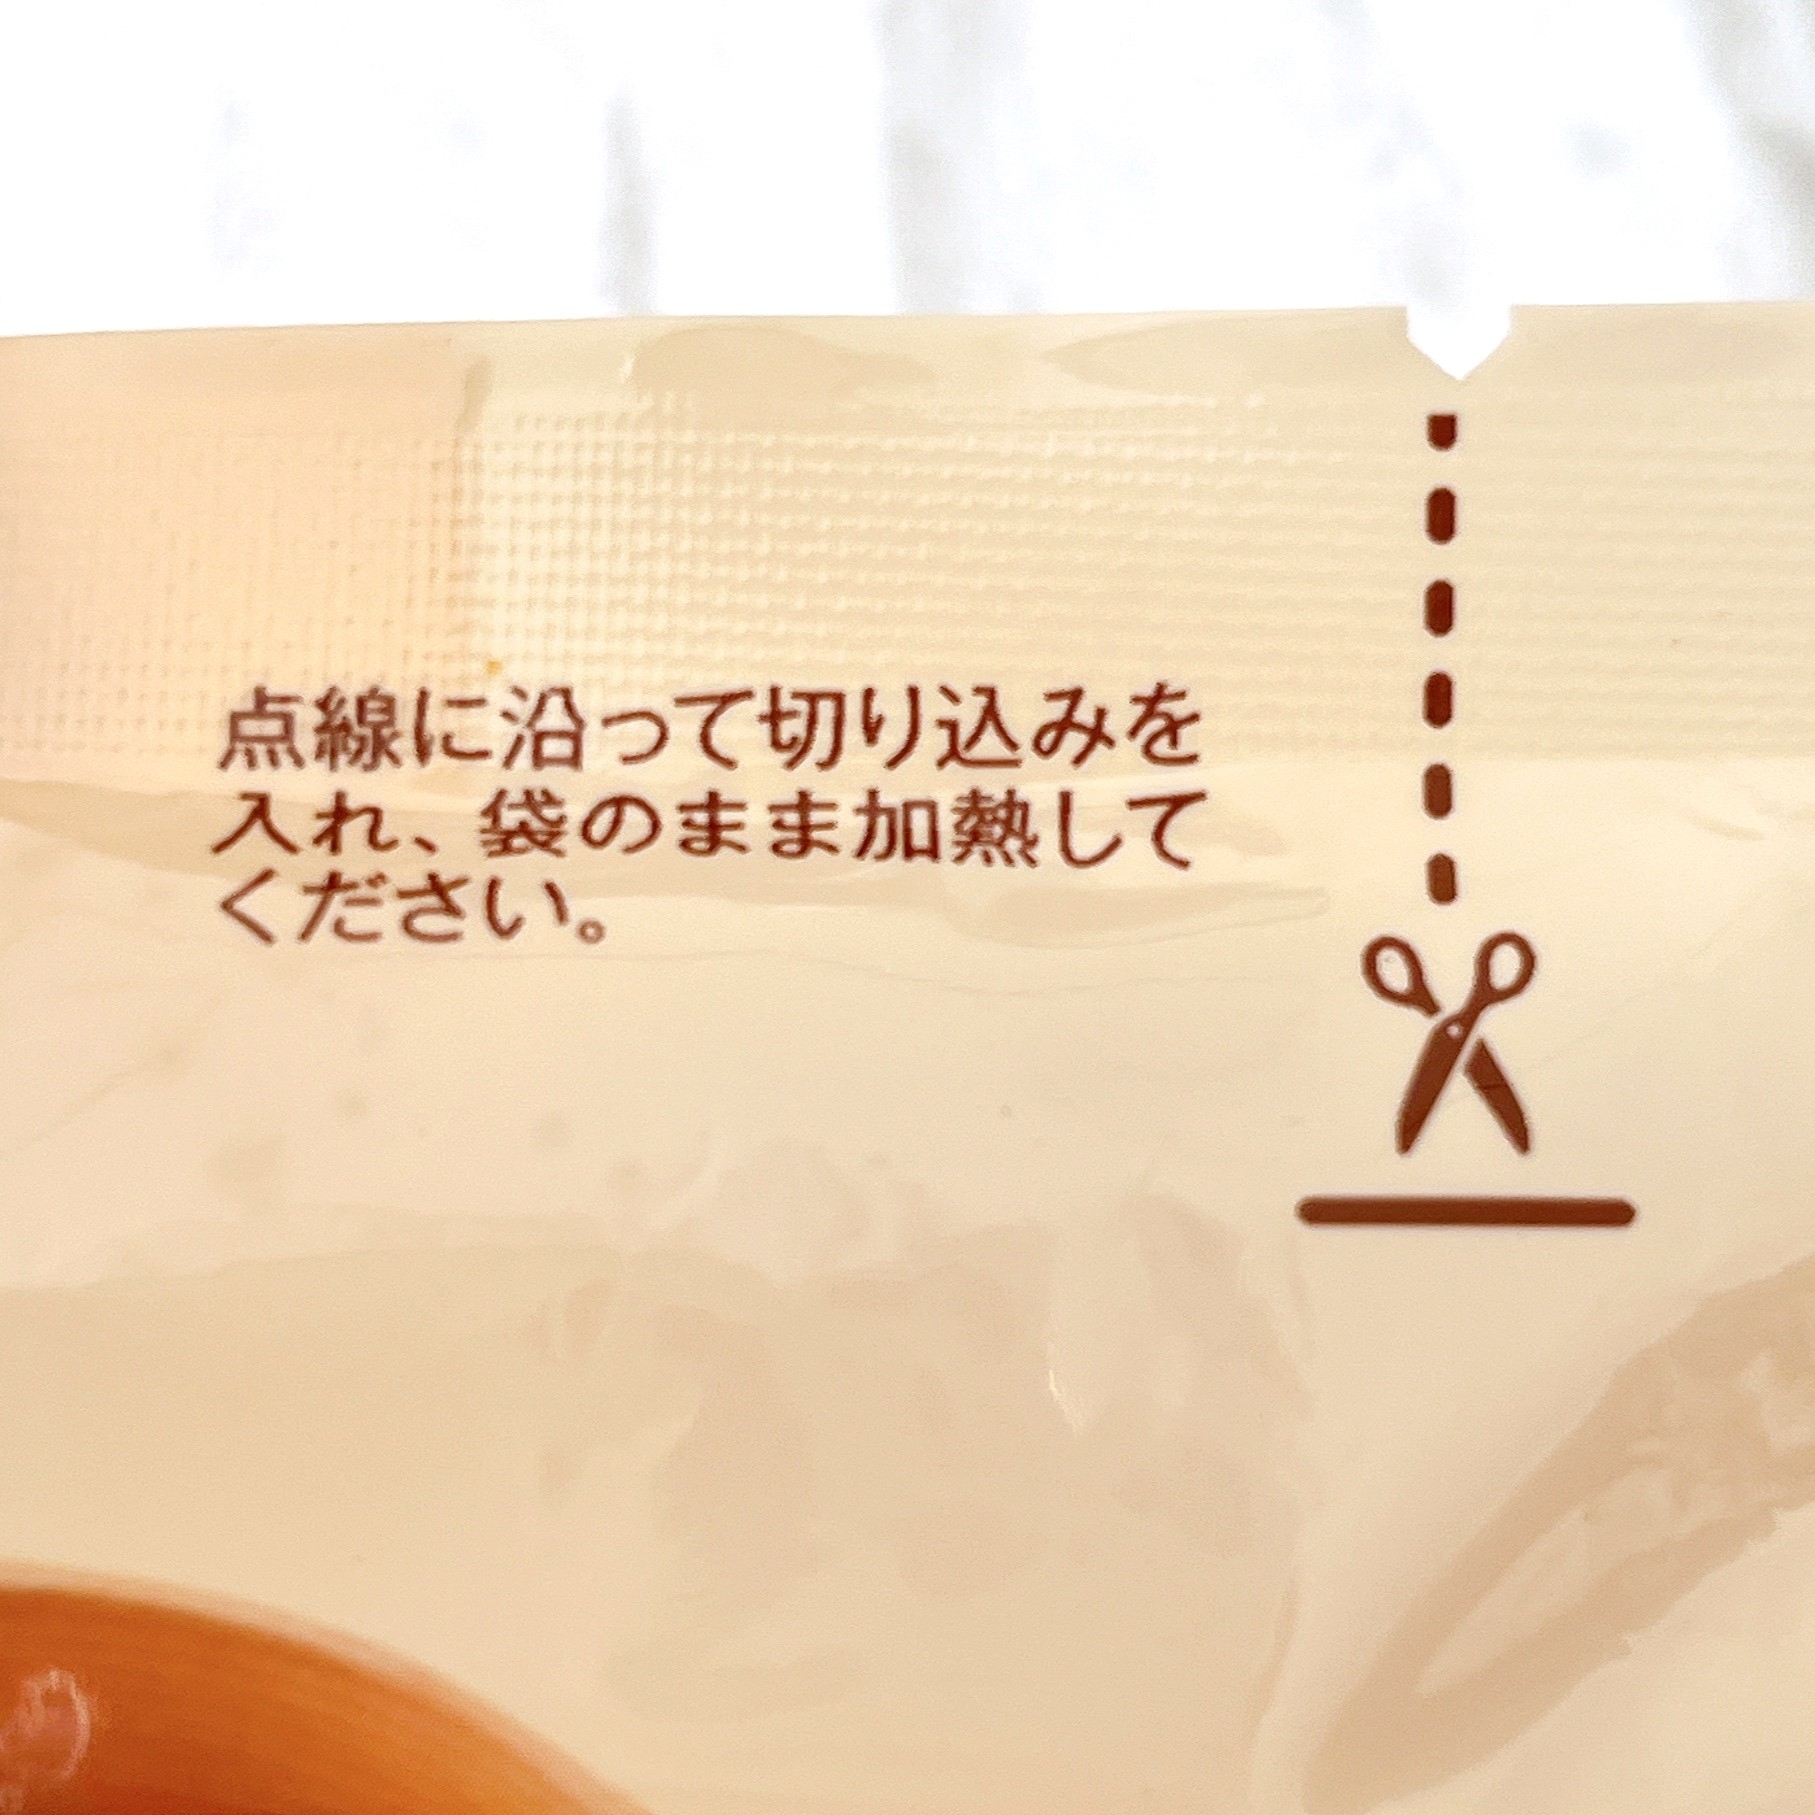 点線に沿って切り込みを
入れ、袋のまま加熱して
ください。